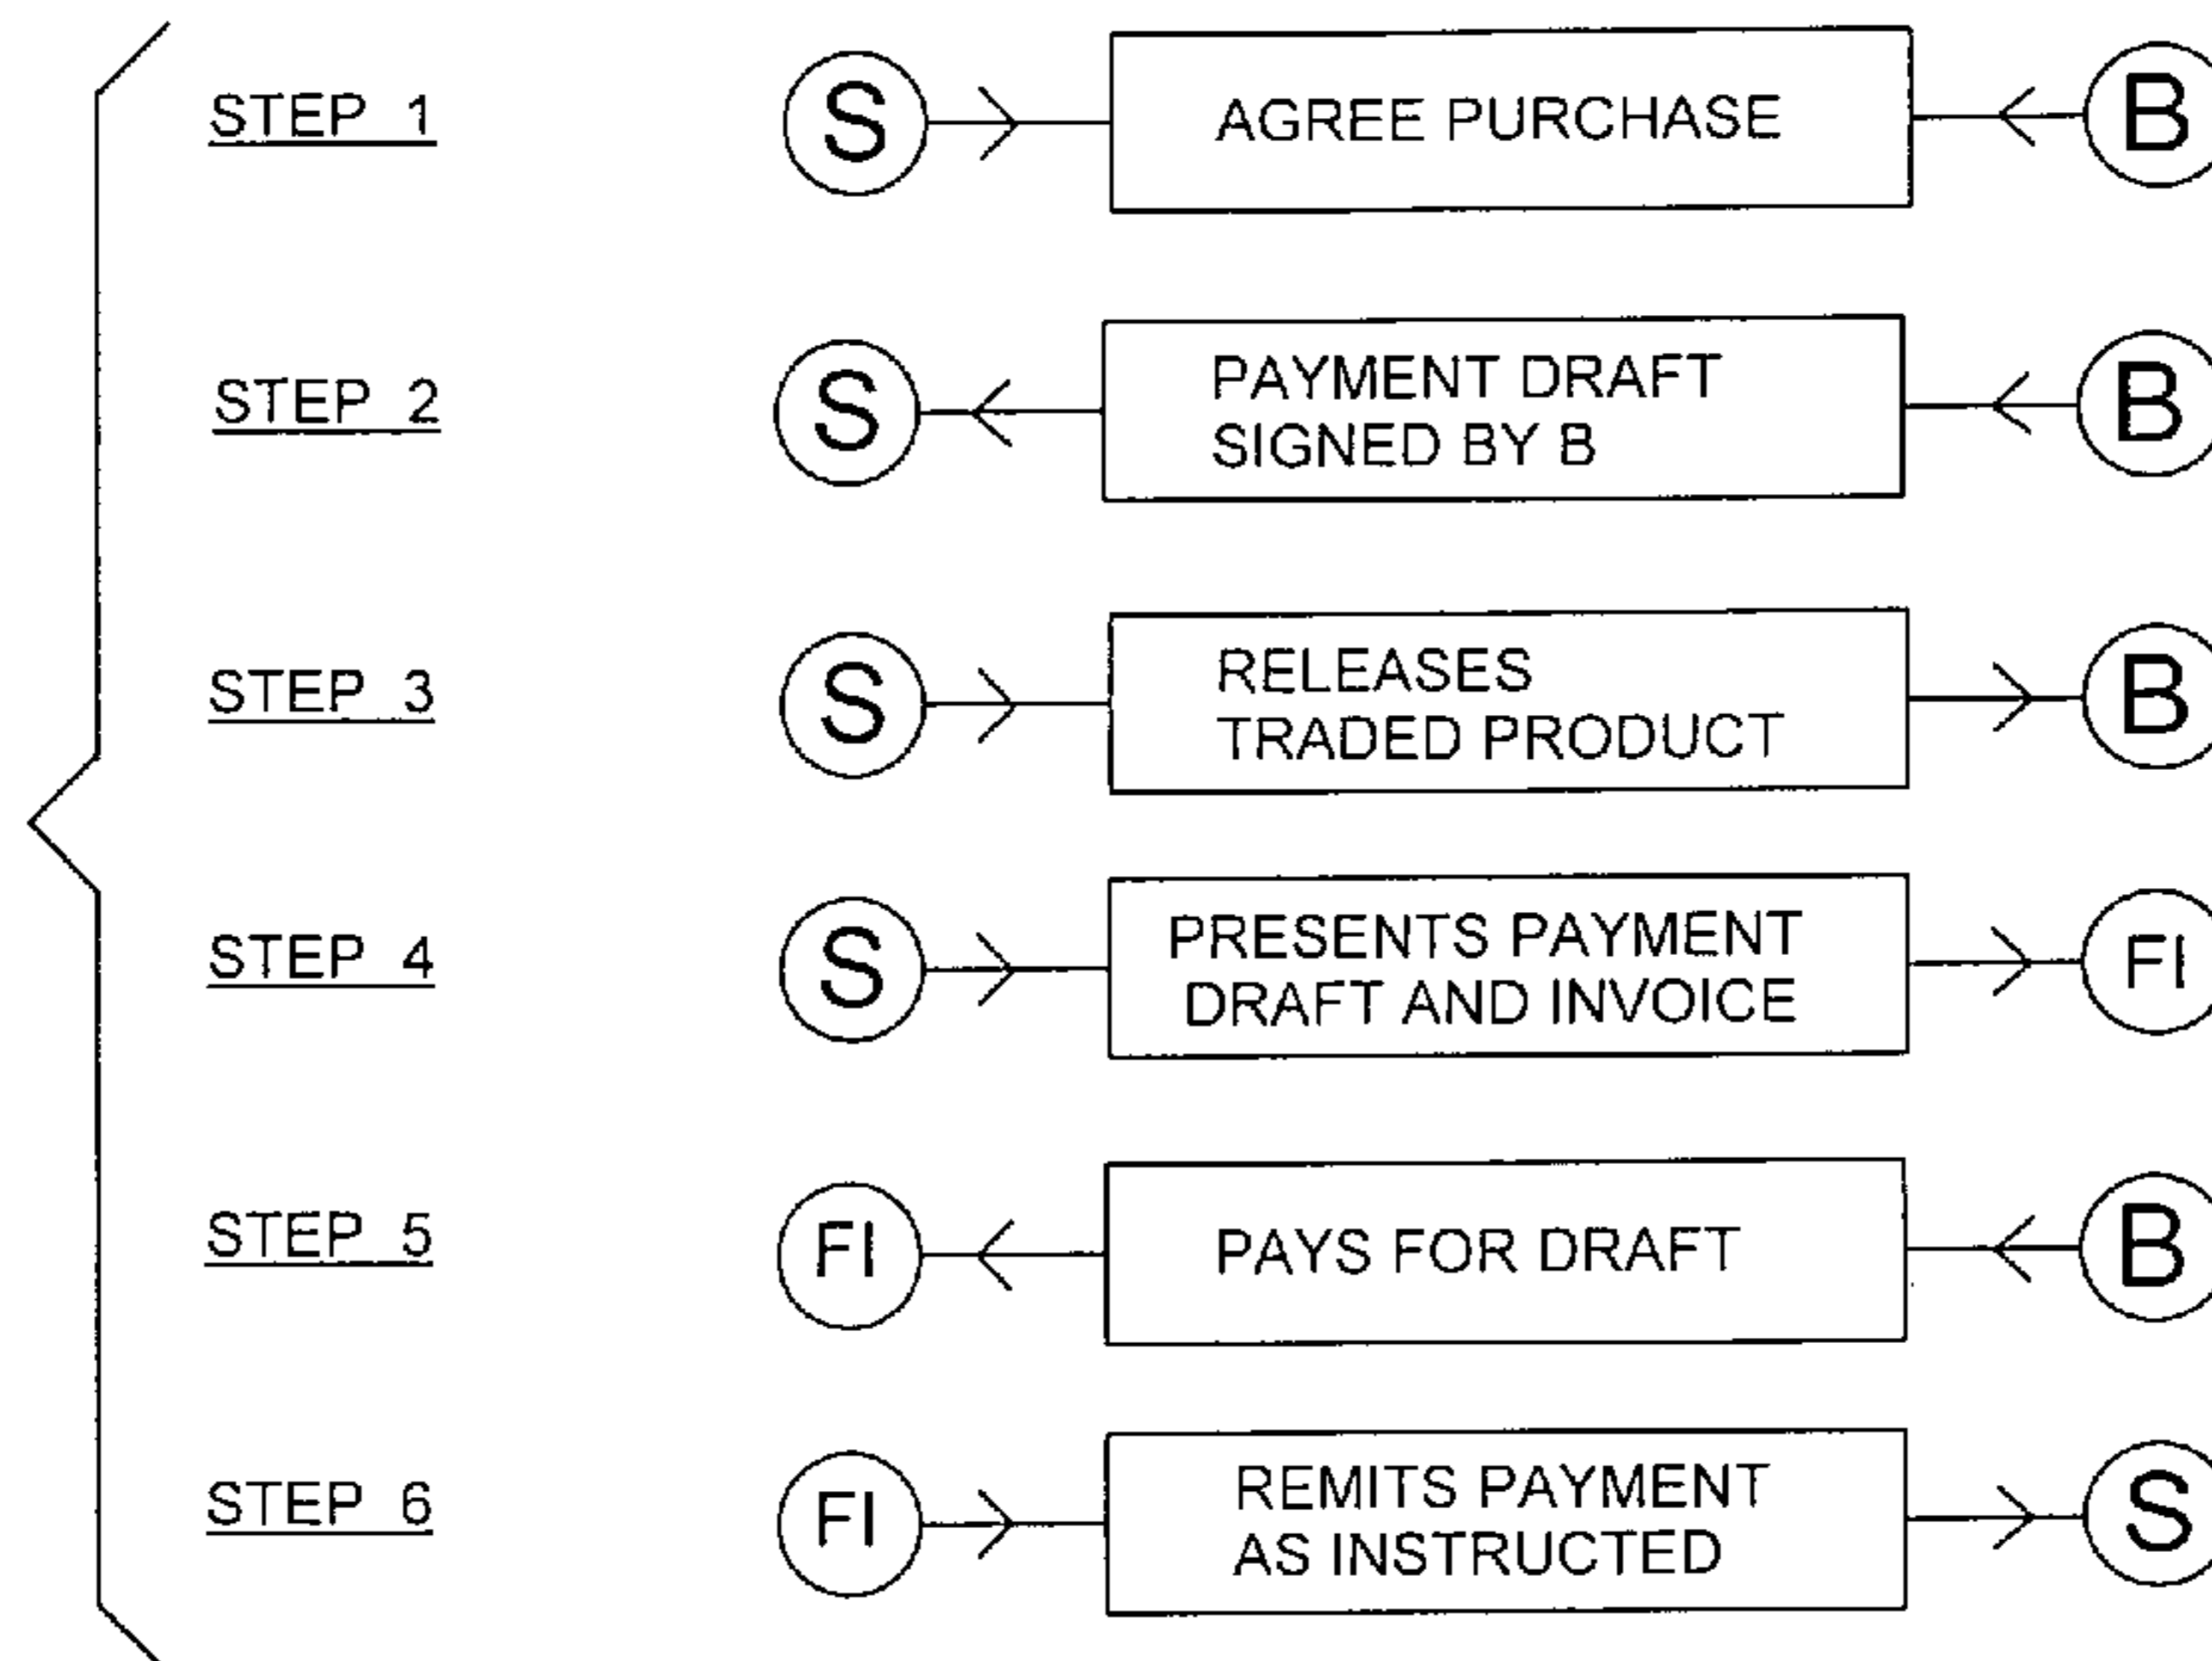 STEP 1
S
AGREE PURCHASE
B
STEP 2
S
PAYMENT DRAFT
SIGNED BY B
B
STEP 3
S
RELEASES
TRADED PRODUCT
B
STEP 4
S
PRESENTS PAYMENT
DRAFT AND INVOICE
FI
STEP 5
FI
PAYS FOR DRAFT
B
STEP 6
FI
REMITS PAYMENT
AS INSTRUCTED
S